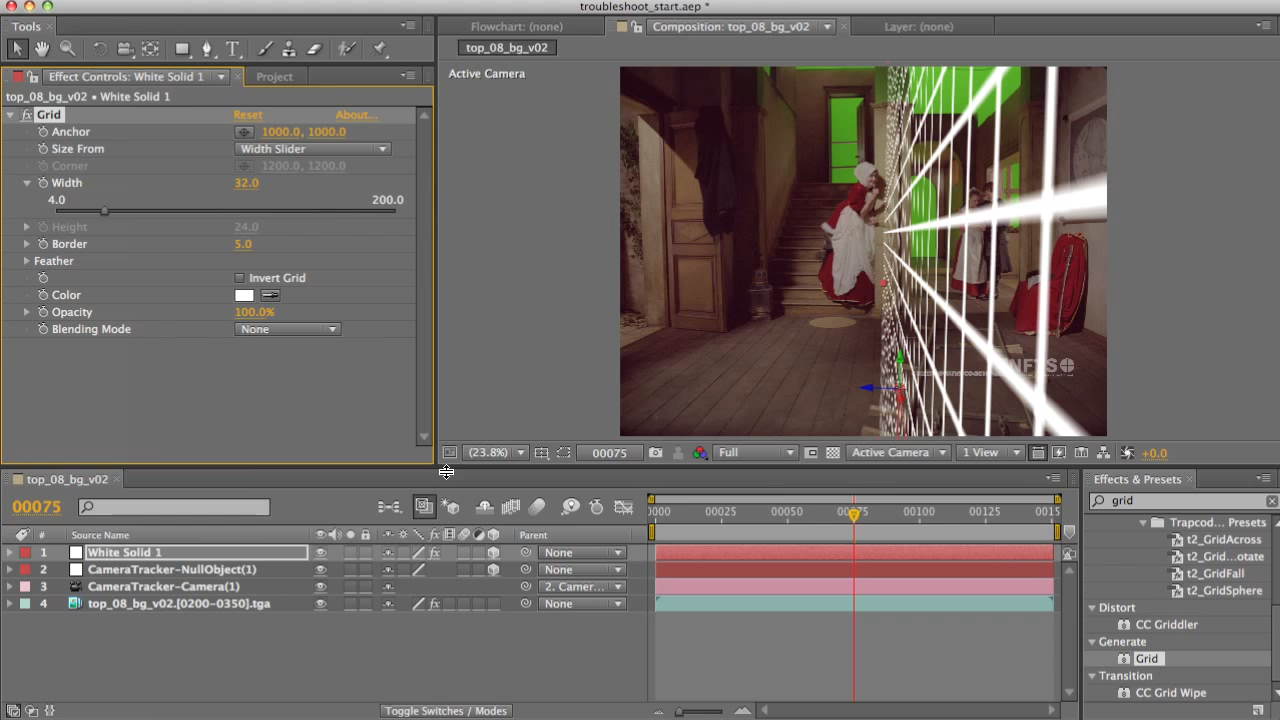 troubleshoot_start.aep *
Tools ×
Flowchart: (none)
Composition: top_08_bg_v02
Layer: (none)
top_08_bg_v02
Active Camera
Effect Controls: White Solid 1
Project
top_08_bg_v02 • White Solid 1
fx Grid Reset About...
Anchor 1000.0, 1000.0
Size From Width Slider
Corner 1200.0, 1200.0
Width 32.0
4.0 200.0
Height 24.0
Border 5.0
Feather
Invert Grid
Color
Opacity 100.0%
Blending Mode None
NFTS
(23.8%) 00075 Full Active Camera 1 View +0.0
top_08_bg_v02 ×
00075
0000 00025 00050 00075 00100 00125 0015
# Source Name fx Parent
1 White Solid 1 fx None
2 CameraTracker-NullObject(1) None
3 CameraTracker-Camera(1) 2. Camer...
4 top_08_bg_v02.[0200-0350].tga fx None
Toggle Switches / Modes
Effects & Presets ×
grid
Trapcod... Presets
t2_GridAcross
t2_Grid...otate
t2_GridFall
t2_GridSphere
Distort
CC Griddler
Generate
Grid
Transition
CC Grid Wipe